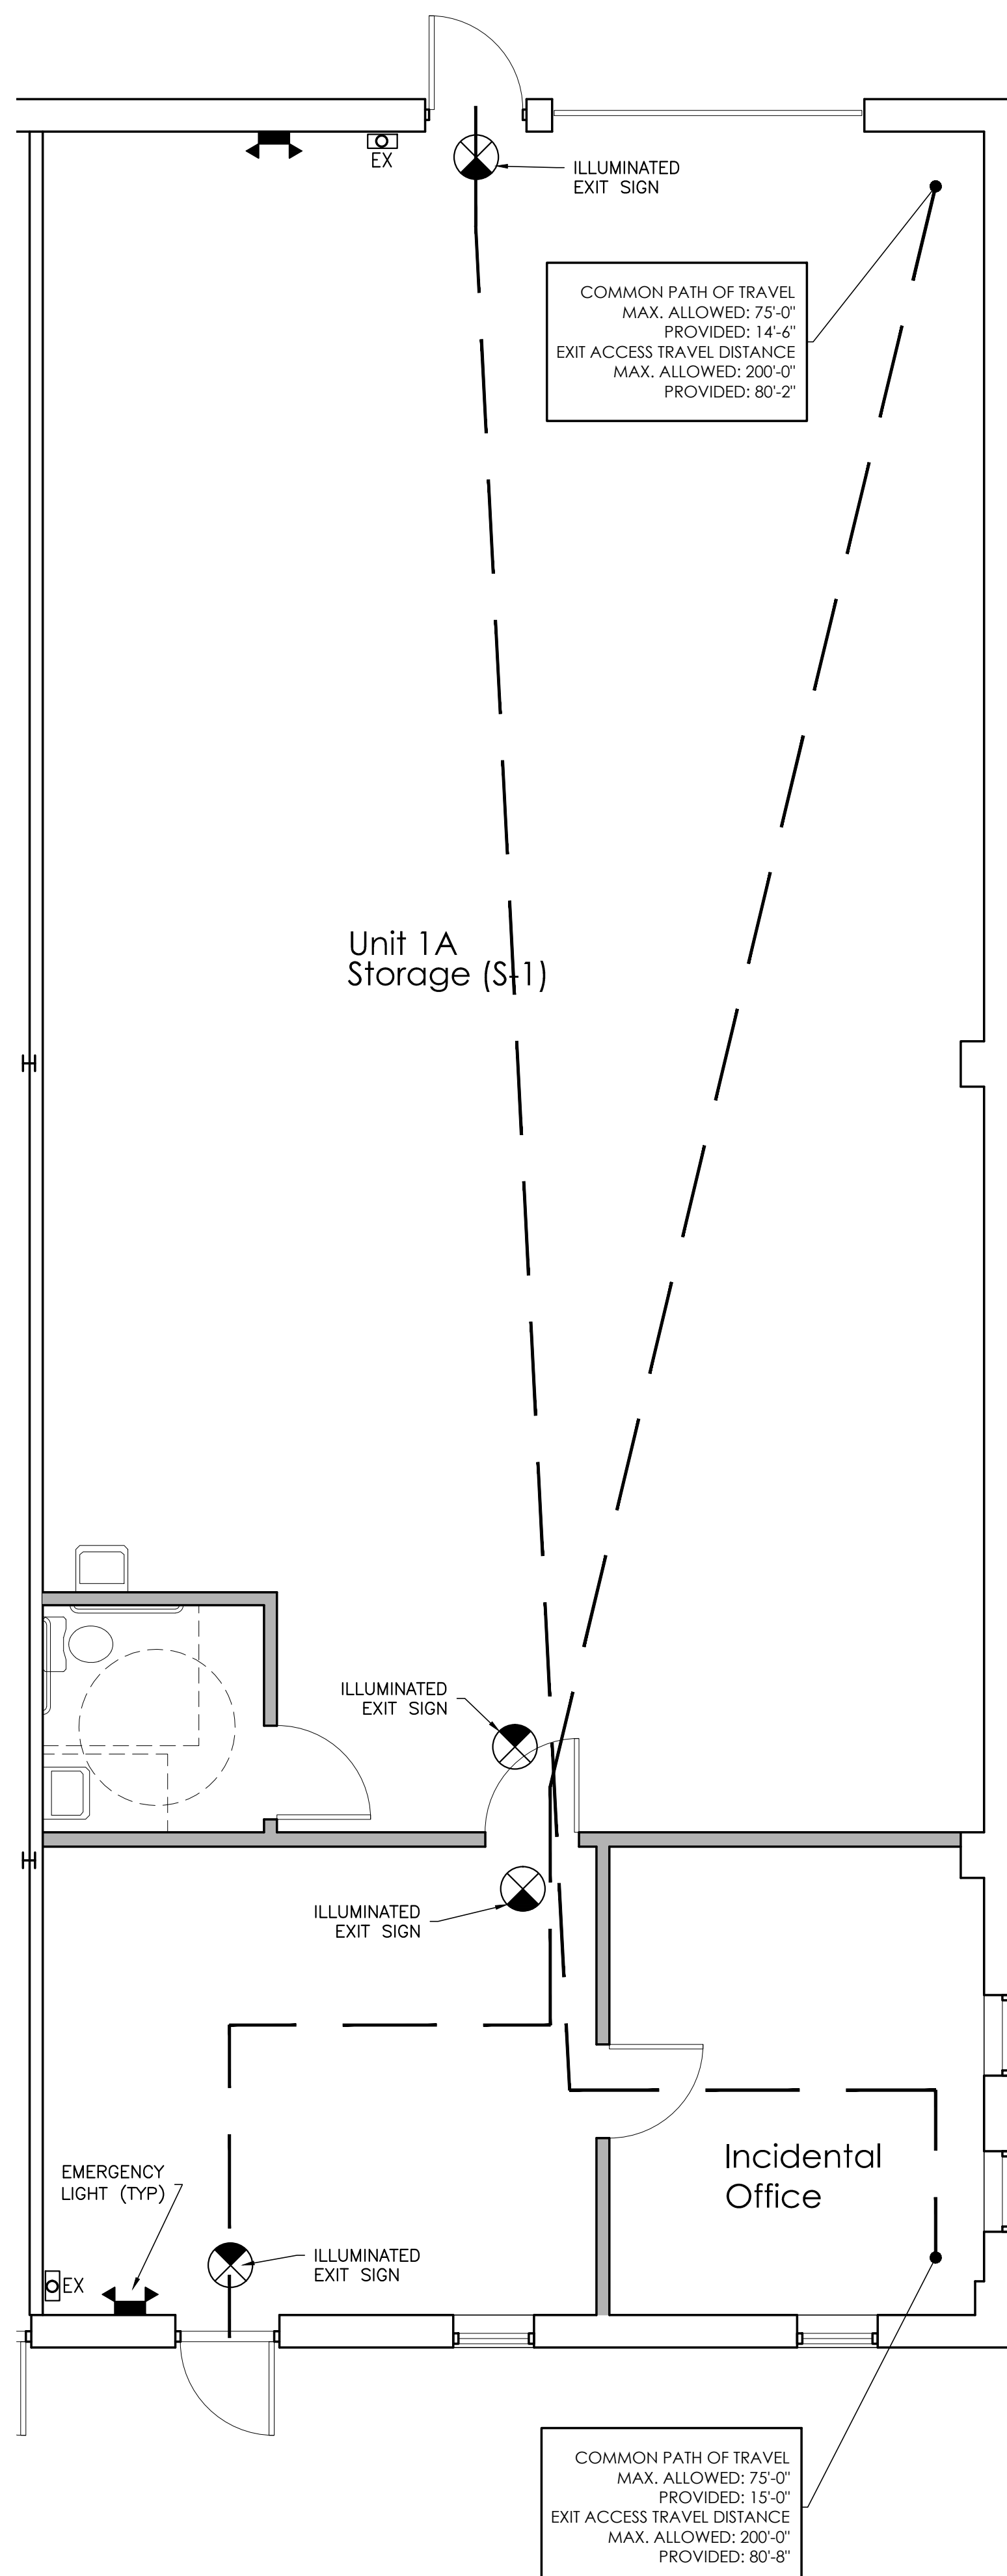 EX
ILLUMINATED
EXIT SIGN
COMMON PATH OF TRAVEL
MAX. ALLOWED: 75'-0"
PROVIDED: 14'-6"
EXIT ACCESS TRAVEL DISTANCE
MAX. ALLOWED: 200'-0"
PROVIDED: 80'-2"
Unit 1A
Storage (S-1)
ILLUMINATED
EXIT SIGN
ILLUMINATED
EXIT SIGN
Incidental
Office
EMERGENCY
LIGHT (TYP)
ILLUMINATED
EXIT SIGN
EX
COMMON PATH OF TRAVEL
MAX. ALLOWED: 75'-0"
PROVIDED: 15'-0"
EXIT ACCESS TRAVEL DISTANCE
MAX. ALLOWED: 200'-0"
PROVIDED: 80'-8"